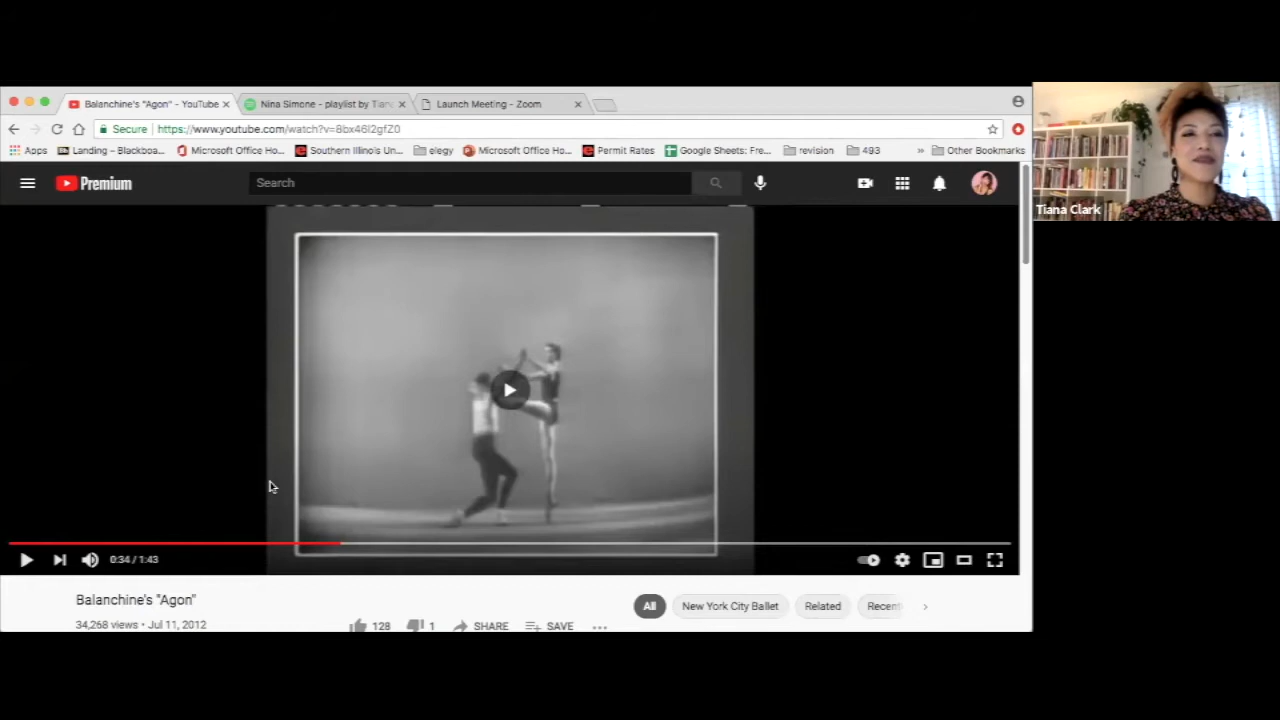 Balanchine's "Agon" - YouTube
Nina Simone - playlist by Tian
Launch Meeting - Zoom
Secure
https://www.youtube.com/watch?v=8bx46I2gfZ0
Apps
Landing – Blackboa...
Microsoft Office Ho...
Southern Illinois Un...
elegy
Microsoft Office Ho...
Permit Rates
Google Sheets: Fre...
revision
493
»
Other Bookmarks
Premium
Search
Tiana Clark
0:34 / 1:43
Balanchine's "Agon"
All
New York City Ballet
Related
Recent
34,268 views • Jul 11, 2012
128
1
SHARE
SAVE